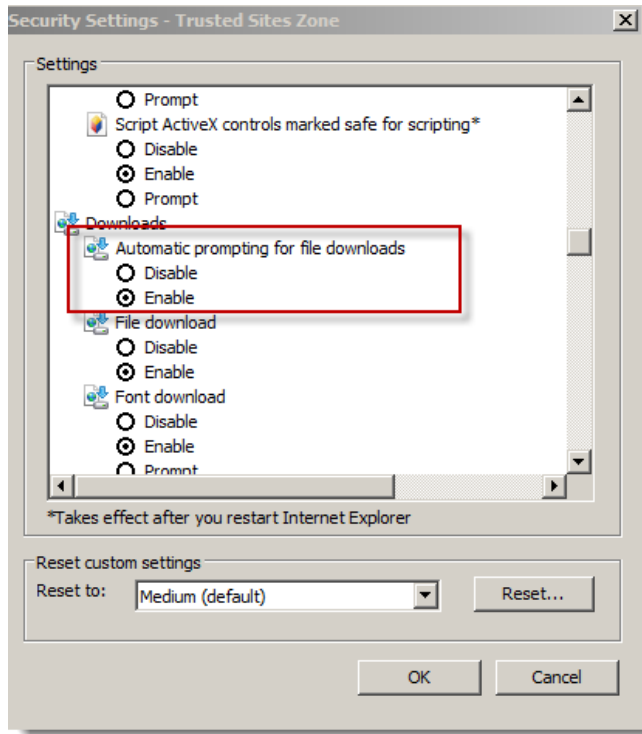 Security Settings - Trusted Sites Zone
Settings
Prompt
Script ActiveX controls marked safe for scripting*
Disable
Enable
Prompt
Downloads
Automatic prompting for file downloads
Disable
Enable
File download
Disable
Enable
Font download
Disable
Enable
Prompt
*Takes effect after you restart Internet Explorer
Reset custom settings
Reset to: Medium (default) Reset...
OK Cancel